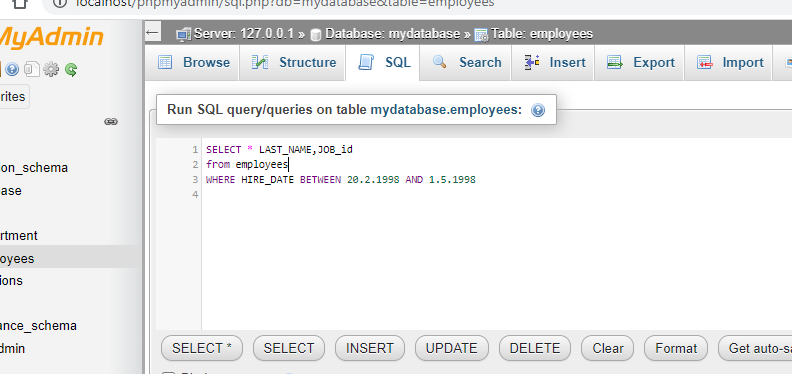 localhost/phpmyadmin/sql.php?db=mydatabase&table=employees
MyAdmin
Server: 127.0.0.1 » Database: mydatabase » Table: employees
Browse Structure SQL Search Insert Export Import
rites
Run SQL query/queries on table mydatabase.employees:
1 SELECT * LAST_NAME,JOB_id
2 from employees
3 WHERE HIRE_DATE BETWEEN 20.2.1998 AND 1.5.1998
4
ion_schema
ase
rtment
oyees
ions
ance_schema
dmin
SELECT * SELECT INSERT UPDATE DELETE Clear Format Get auto-sa